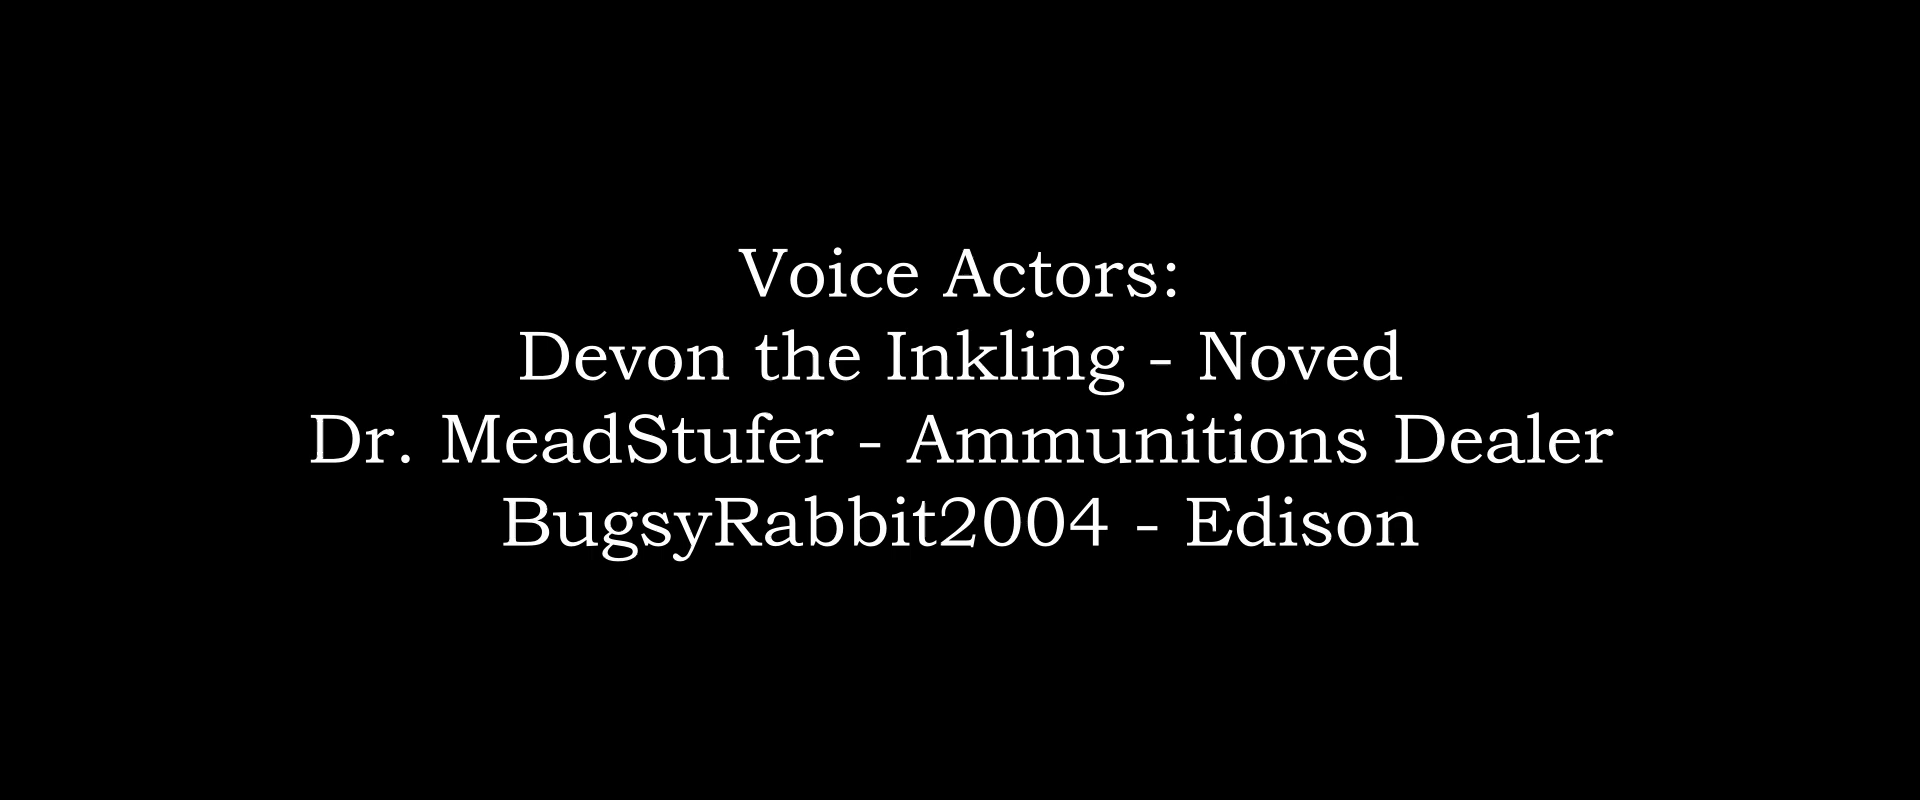 Voice Actors:
Devon the Inkling - Noved
Dr. MeadStufer - Ammunitions Dealer
BugsyRabbit2004 - Edison